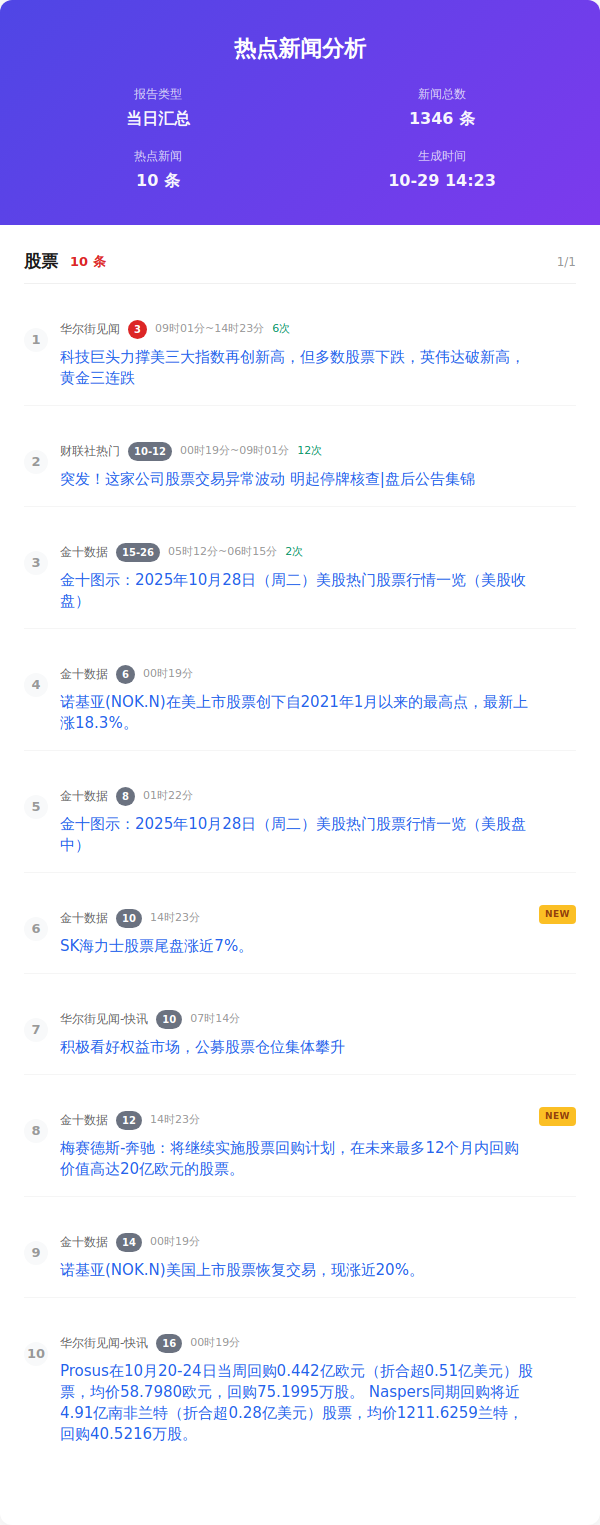 热点新闻分析
报告类型
当日汇总
新闻总数
1346 条
热点新闻
10 条
生成时间
10-29 14:23
股票 10 条 1/1
1
华尔街见闻 3 09时01分~14时23分 6次
科技巨头力撑美三大指数再创新高，但多数股票下跌，英伟达破新高，
黄金三连跌
2
财联社热门 10-12 00时19分~09时01分 12次
突发！这家公司股票交易异常波动 明起停牌核查|盘后公告集锦
3
金十数据 15-26 05时12分~06时15分 2次
金十图示：2025年10月28日（周二）美股热门股票行情一览（美股收
盘）
4
金十数据 6 00时19分
诺基亚(NOK.N)在美上市股票创下自2021年1月以来的最高点，最新上
涨18.3%。
5
金十数据 8 01时22分
金十图示：2025年10月28日（周二）美股热门股票行情一览（美股盘
中）
6
金十数据 10 14时23分 NEW
SK海力士股票尾盘涨近7%。
7
华尔街见闻-快讯 10 07时14分
积极看好权益市场，公募股票仓位集体攀升
8
金十数据 12 14时23分 NEW
梅赛德斯-奔驰：将继续实施股票回购计划，在未来最多12个月内回购
价值高达20亿欧元的股票。
9
金十数据 14 00时19分
诺基亚(NOK.N)美国上市股票恢复交易，现涨近20%。
10
华尔街见闻-快讯 16 00时19分
Prosus在10月20-24日当周回购0.442亿欧元（折合超0.51亿美元）股
票，均价58.7980欧元，回购75.1995万股。 Naspers同期回购将近
4.91亿南非兰特（折合超0.28亿美元）股票，均价1211.6259兰特，
回购40.5216万股。